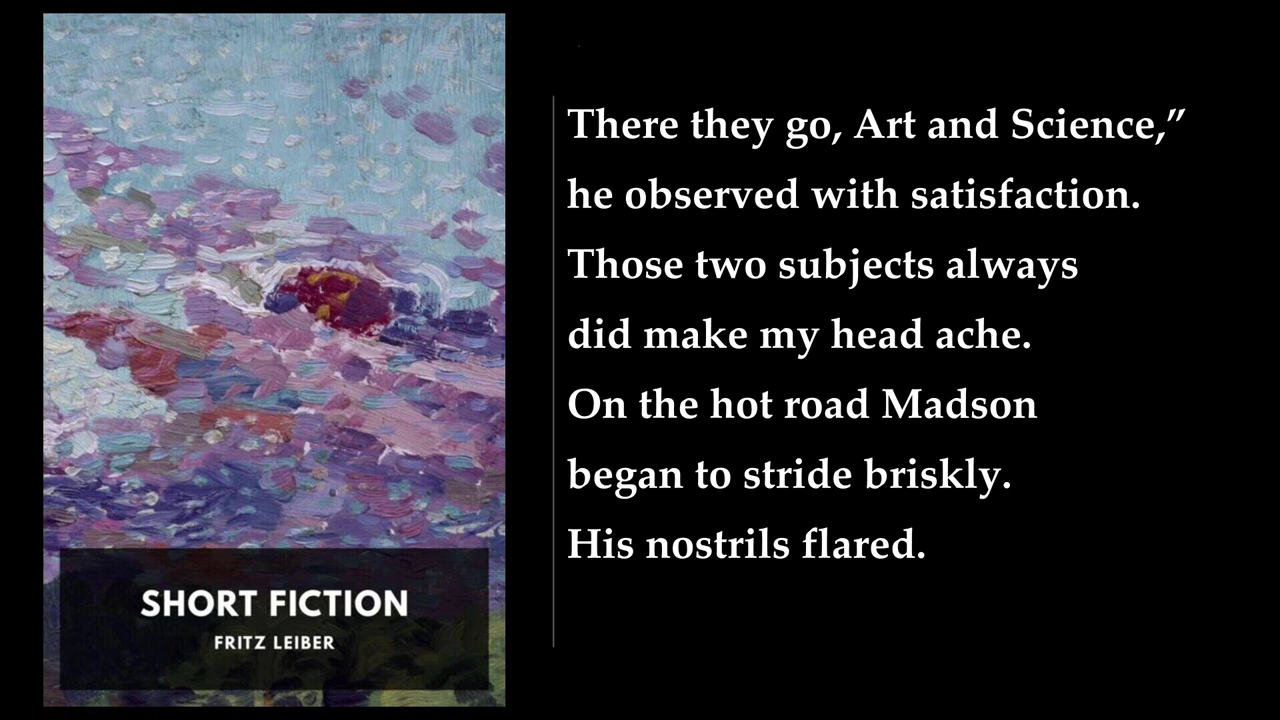 There they go, Art and Science,”
he observed with satisfaction.
Those two subjects always
did make my head ache.
On the hot road Madson
began to stride briskly.
His nostrils flared.
SHORT FICTION
FRITZ LEIBER